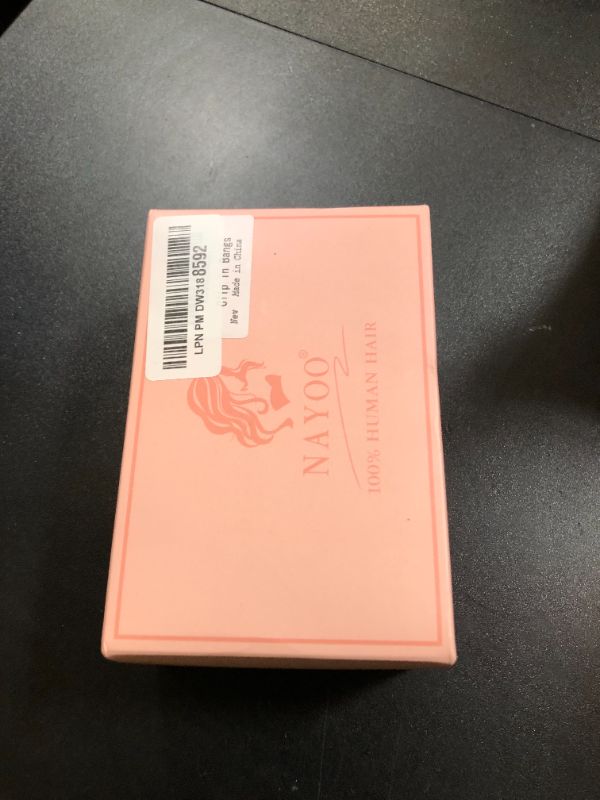 LPN PM DW3188592
Clip in Bangs
New Made in China
NAYOO®
100% HUMAN HAIR